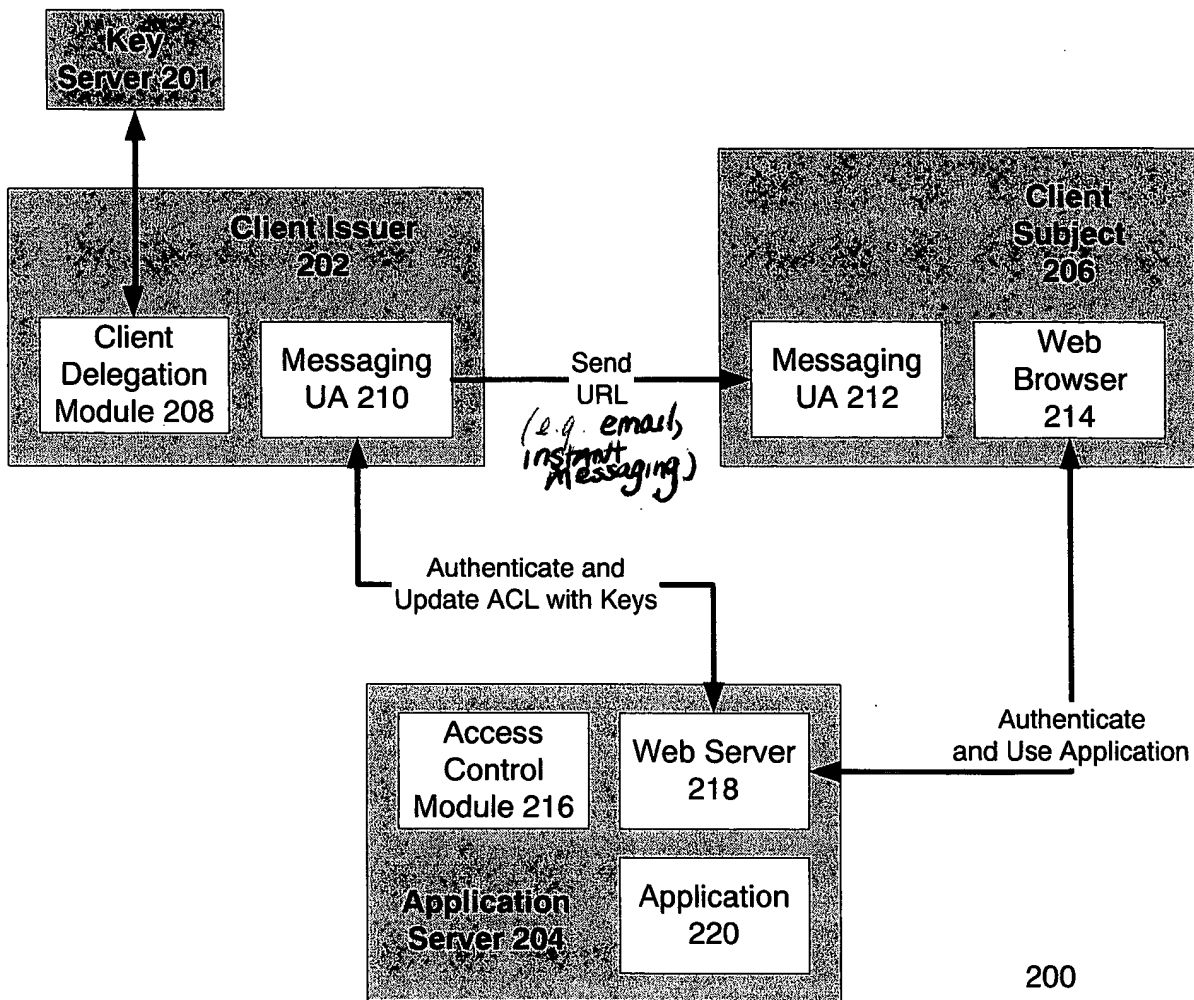 Key
Server 201
Client Issuer
202
Client
Delegation
Module 208
Messaging
UA 210
Send
URL
(e.g. email,
instant
messaging)
Client
Subject
206
Messaging
UA 212
Web
Browser
214
Authenticate and
Update ACL with Keys
Authenticate
and Use Application
Access
Control
Module 216
Web Server
218
Application
Server 204
Application
220
200